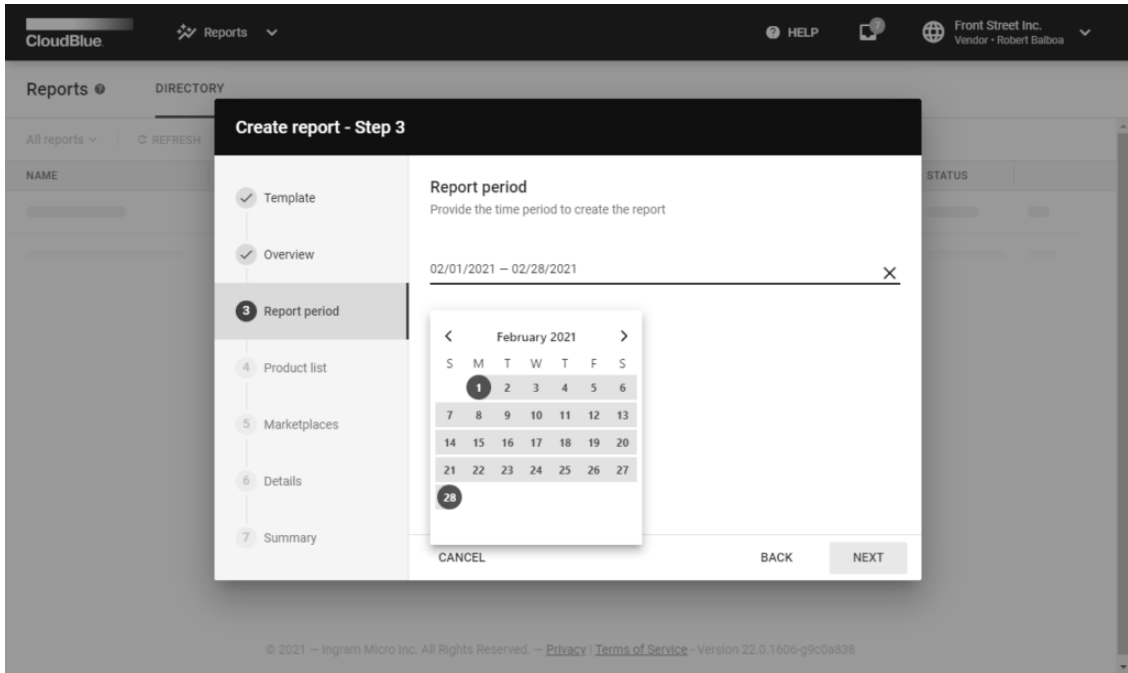 CloudBlue.
Reports
HELP
7
Front Street Inc.
Vendor • Robert Balboa
Reports
DIRECTORY
All reports
REFRESH
NAME
STATUS
Create report - Step 3
Template
Overview
3 Report period
4 Product list
5 Marketplaces
6 Details
7 Summary
Report period
Provide the time period to create the report
02/01/2021 — 02/28/2021
February 2021
S M T W T F S
1 2 3 4 5 6
7 8 9 10 11 12 13
14 15 16 17 18 19 20
21 22 23 24 25 26 27
28
CANCEL BACK NEXT
© 2021 — Ingram Micro Inc. All Rights Reserved. — Privacy | Terms of Service - Version 22.0.1606-g9c0a838